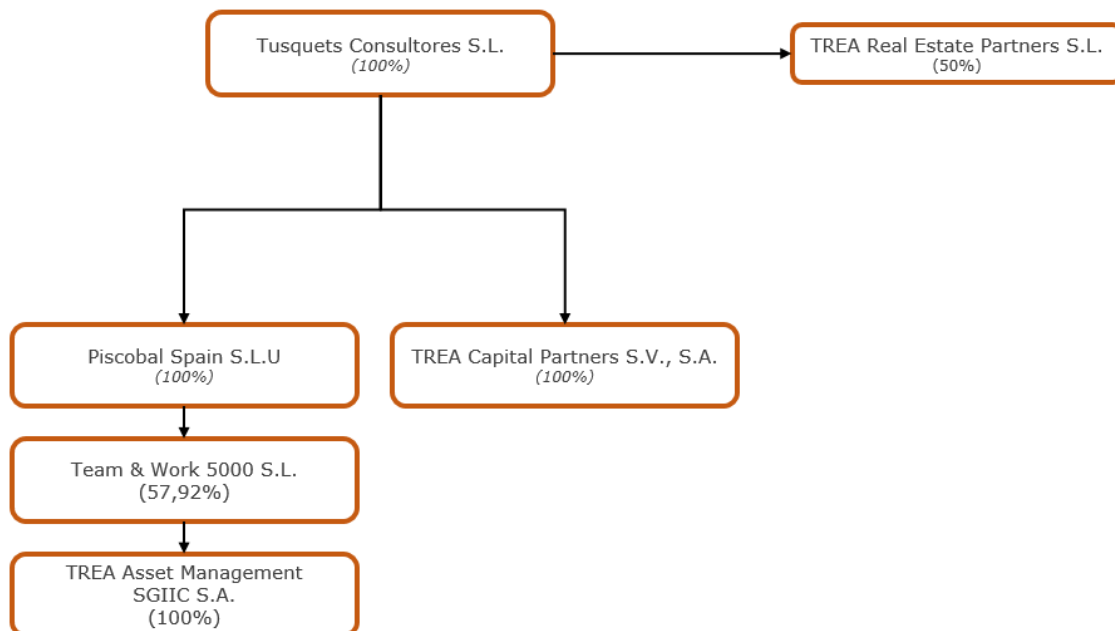 Tusquets Consultores S.L.
(100%)
TREA Real Estate Partners S.L.
(50%)
Piscobal Spain S.L.U
(100%)
TREA Capital Partners S.V., S.A.
(100%)
Team & Work 5000 S.L.
(57,92%)
TREA Asset Management
SGIIC S.A.
(100%)